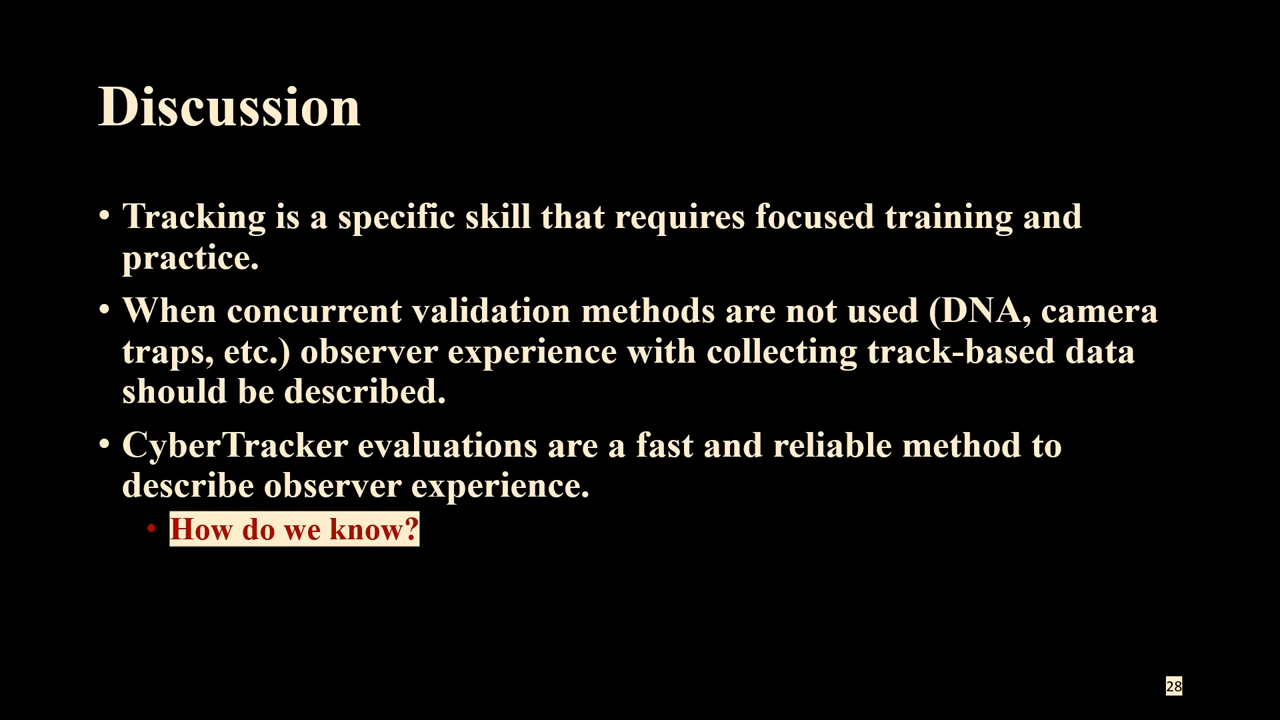 Discussion
• Tracking is a specific skill that requires focused training and
practice.
• When concurrent validation methods are not used (DNA, camera
traps, etc.) observer experience with collecting track-based data
should be described.
• CyberTracker evaluations are a fast and reliable method to
describe observer experience.
• How do we know?
28